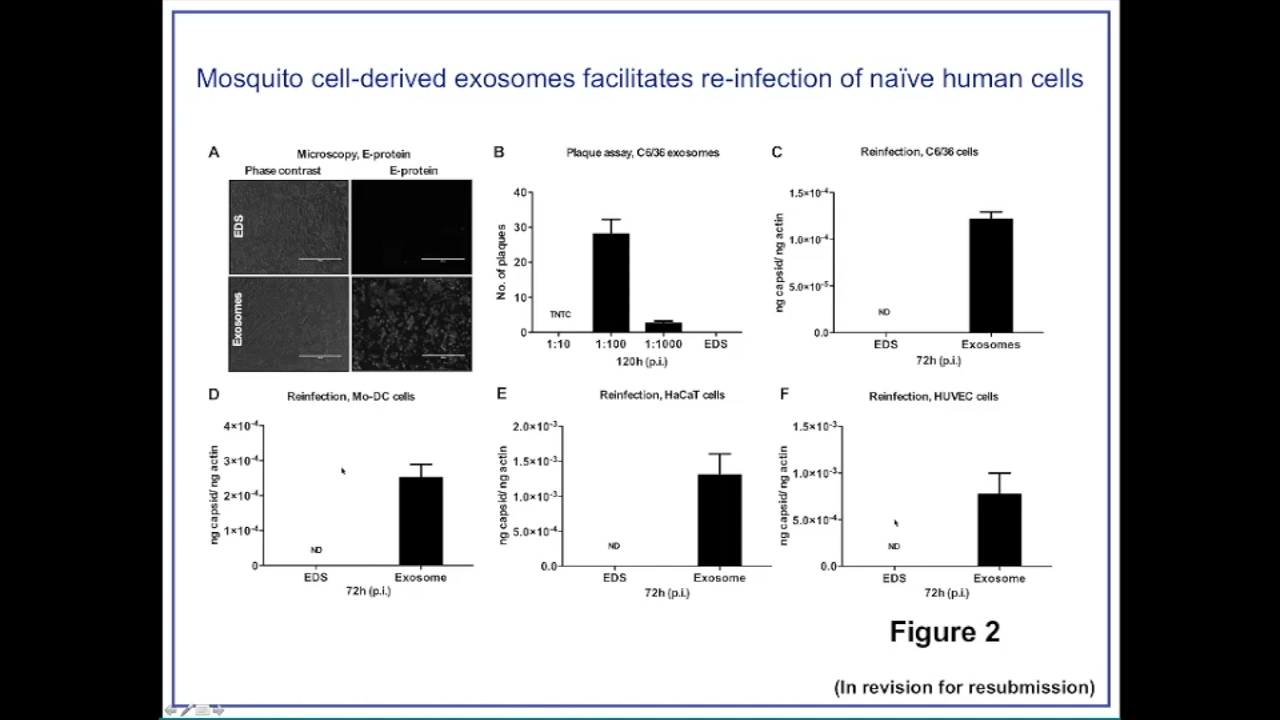 Mosquito cell-derived exosomes facilitates re-infection of naïve human cells
A
Microscopy, E-protein
Phase contrast
E-protein
EDS
Exosomes
B
Plaque assay, C6/36 exosomes
No. of plaques
40
30
20
10
0
TNTC
1:10
1:100
1:1000
EDS
120h (p.i.)
C
Reinfection, C6/36 cells
ng capsid/ ng actin
1.5×10⁻⁴
1.0×10⁻⁴
5.0×10⁻⁵
0.0
ND
EDS
Exosomes
72h (p.i.)
D
Reinfection, Mo-DC cells
ng capsid/ ng actin
4×10⁻⁴
3×10⁻⁴
2×10⁻⁴
1×10⁻⁴
0
ND
EDS
Exosome
72h (p.i.)
E
Reinfection, HaCaT cells
ng capsid/ ng actin
2.0×10⁻³
1.5×10⁻³
1.0×10⁻³
5.0×10⁻⁴
0.0
ND
EDS
Exosome
72h (p.i.)
F
Reinfection, HUVEC cells
ng capsid/ ng actin
1.5×10⁻³
1.0×10⁻³
5.0×10⁻⁴
0.0
ND
EDS
Exosome
72h (p.i.)
Figure 2
(In revision for resubmission)